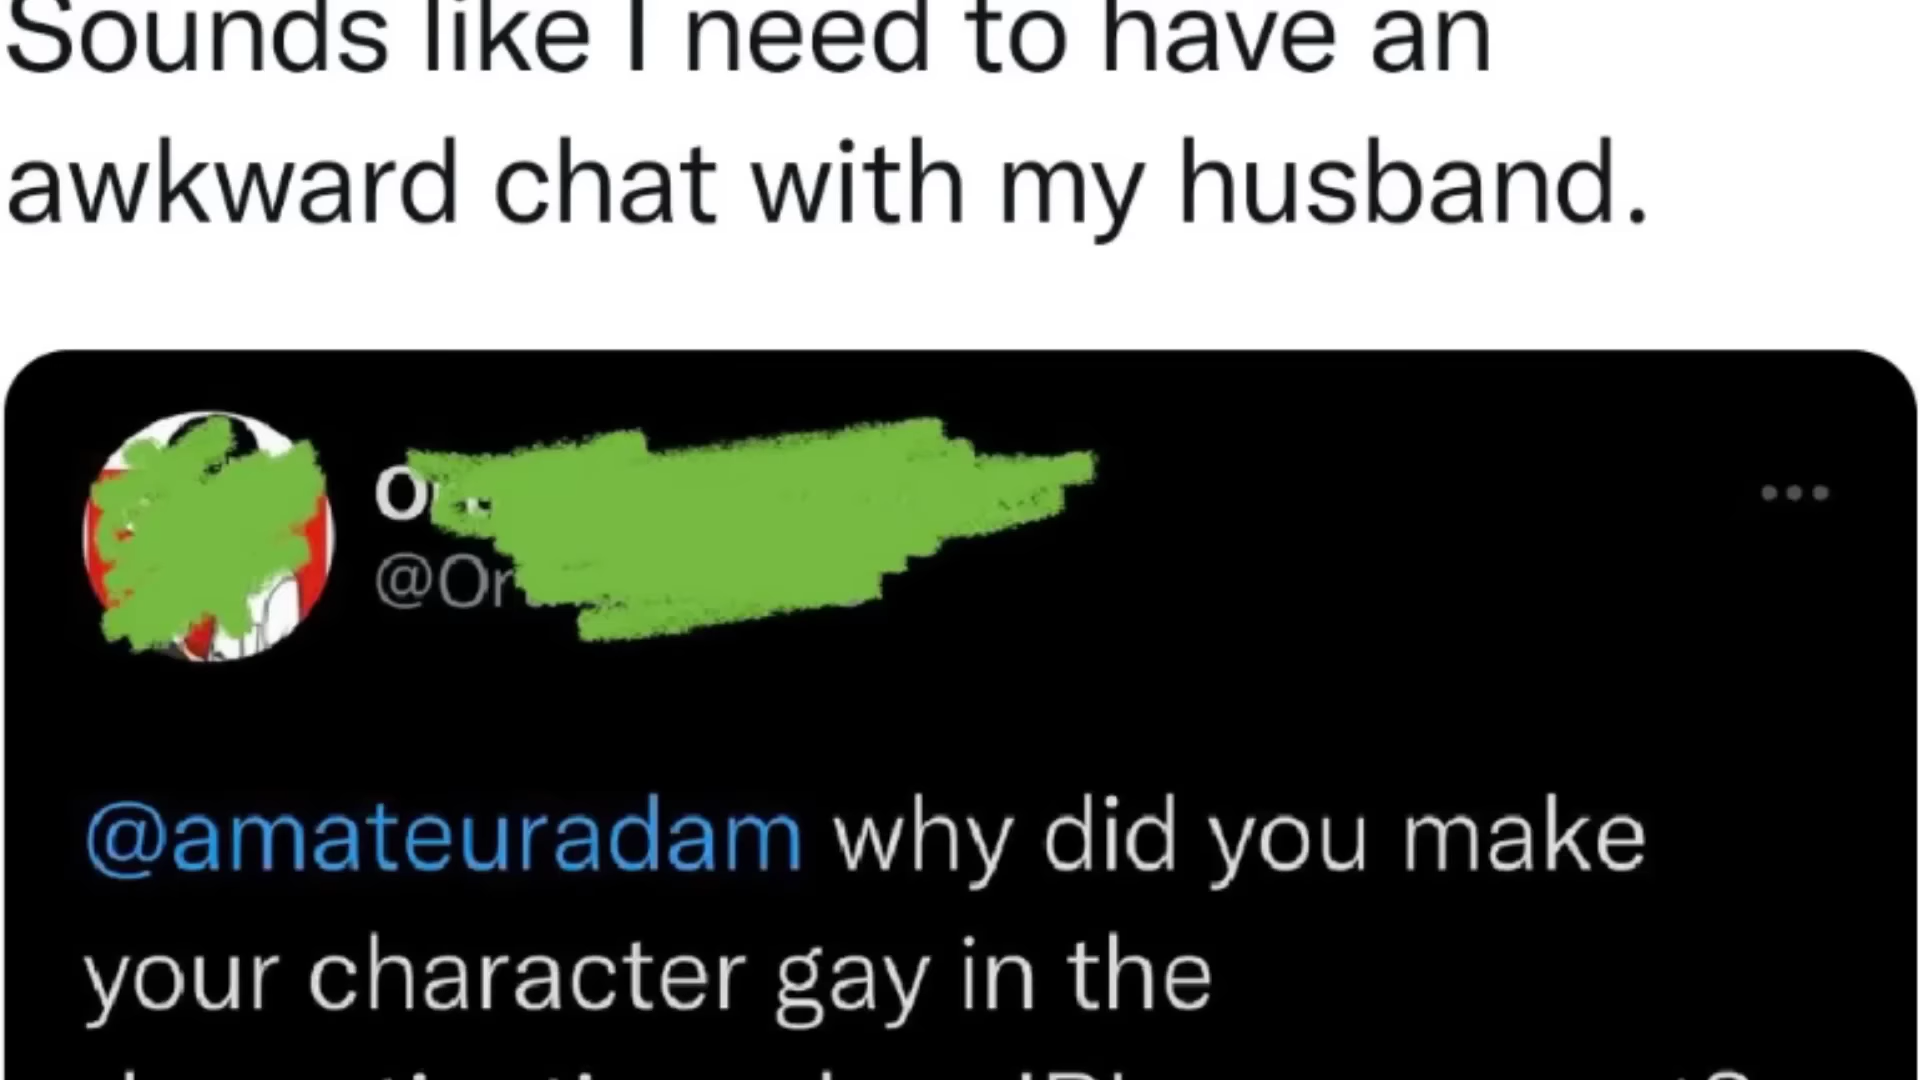 Sounds like I need to have an
awkward chat with my husband.
@Or
@amateuradam why did you make
your character gay in the